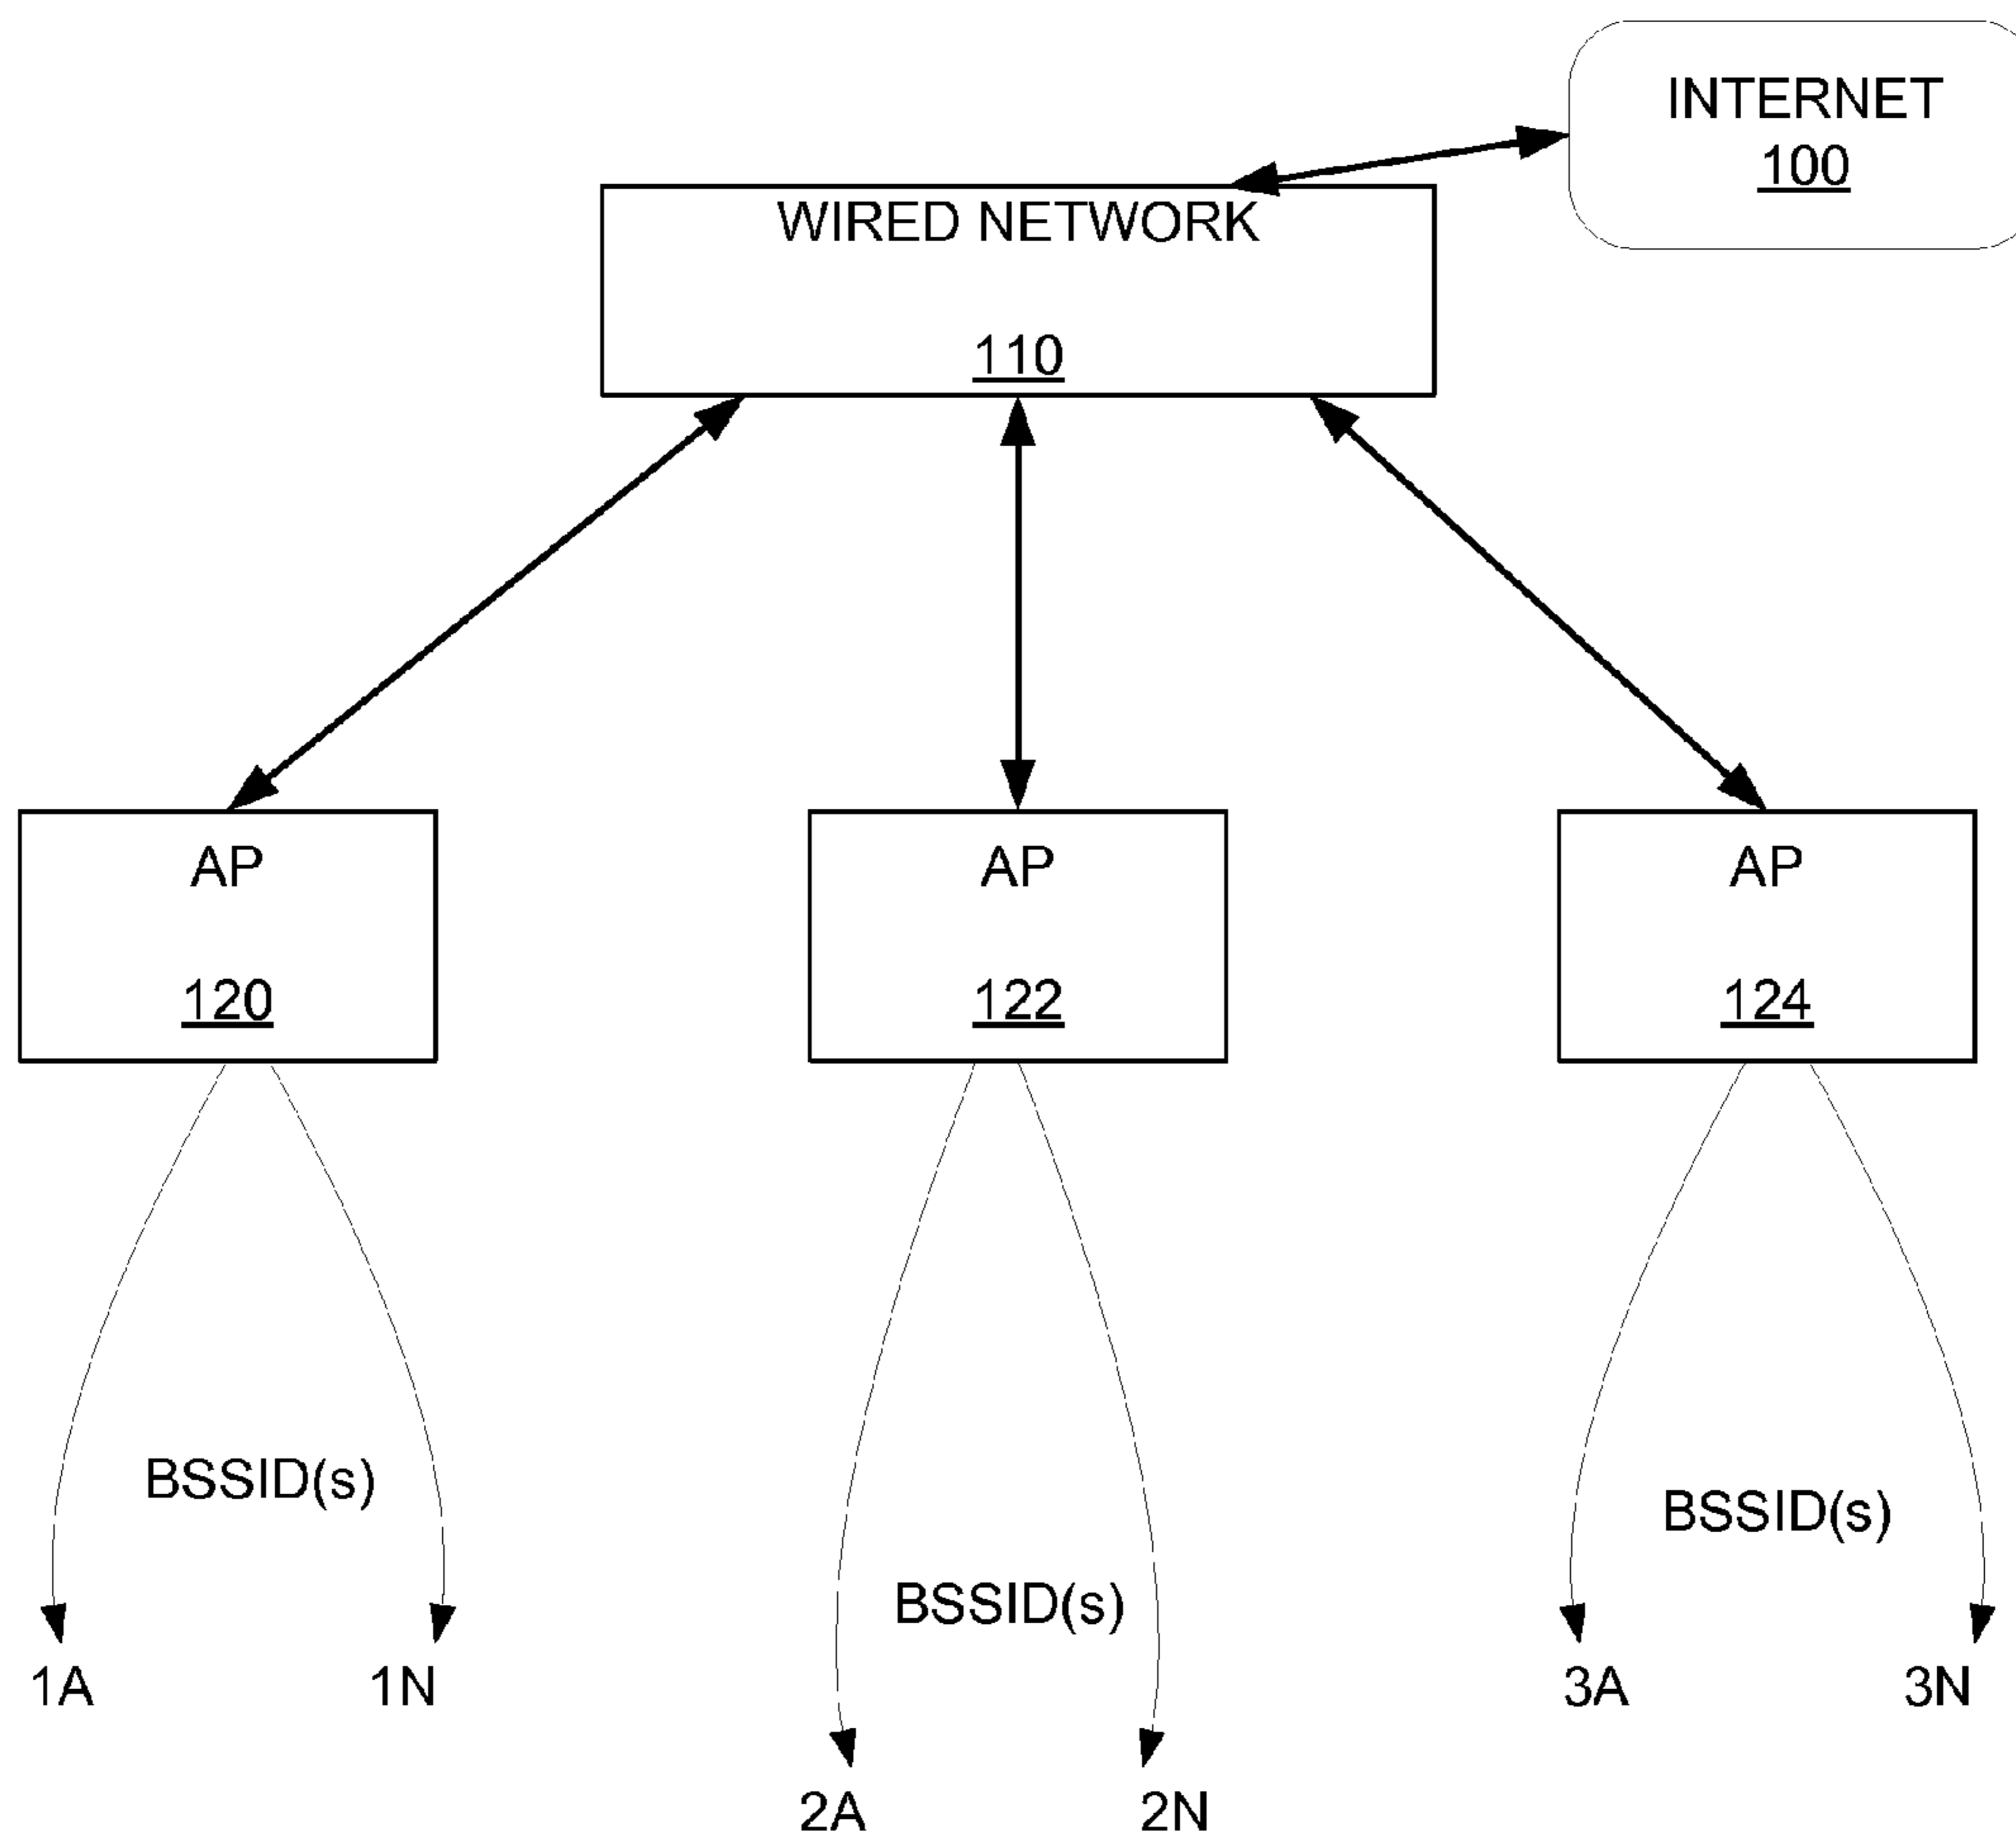 INTERNET
100
WIRED NETWORK
110
AP
120
AP
122
AP
124
BSSID(s)
BSSID(s)
BSSID(s)
1A
1N
2A
2N
3A
3N